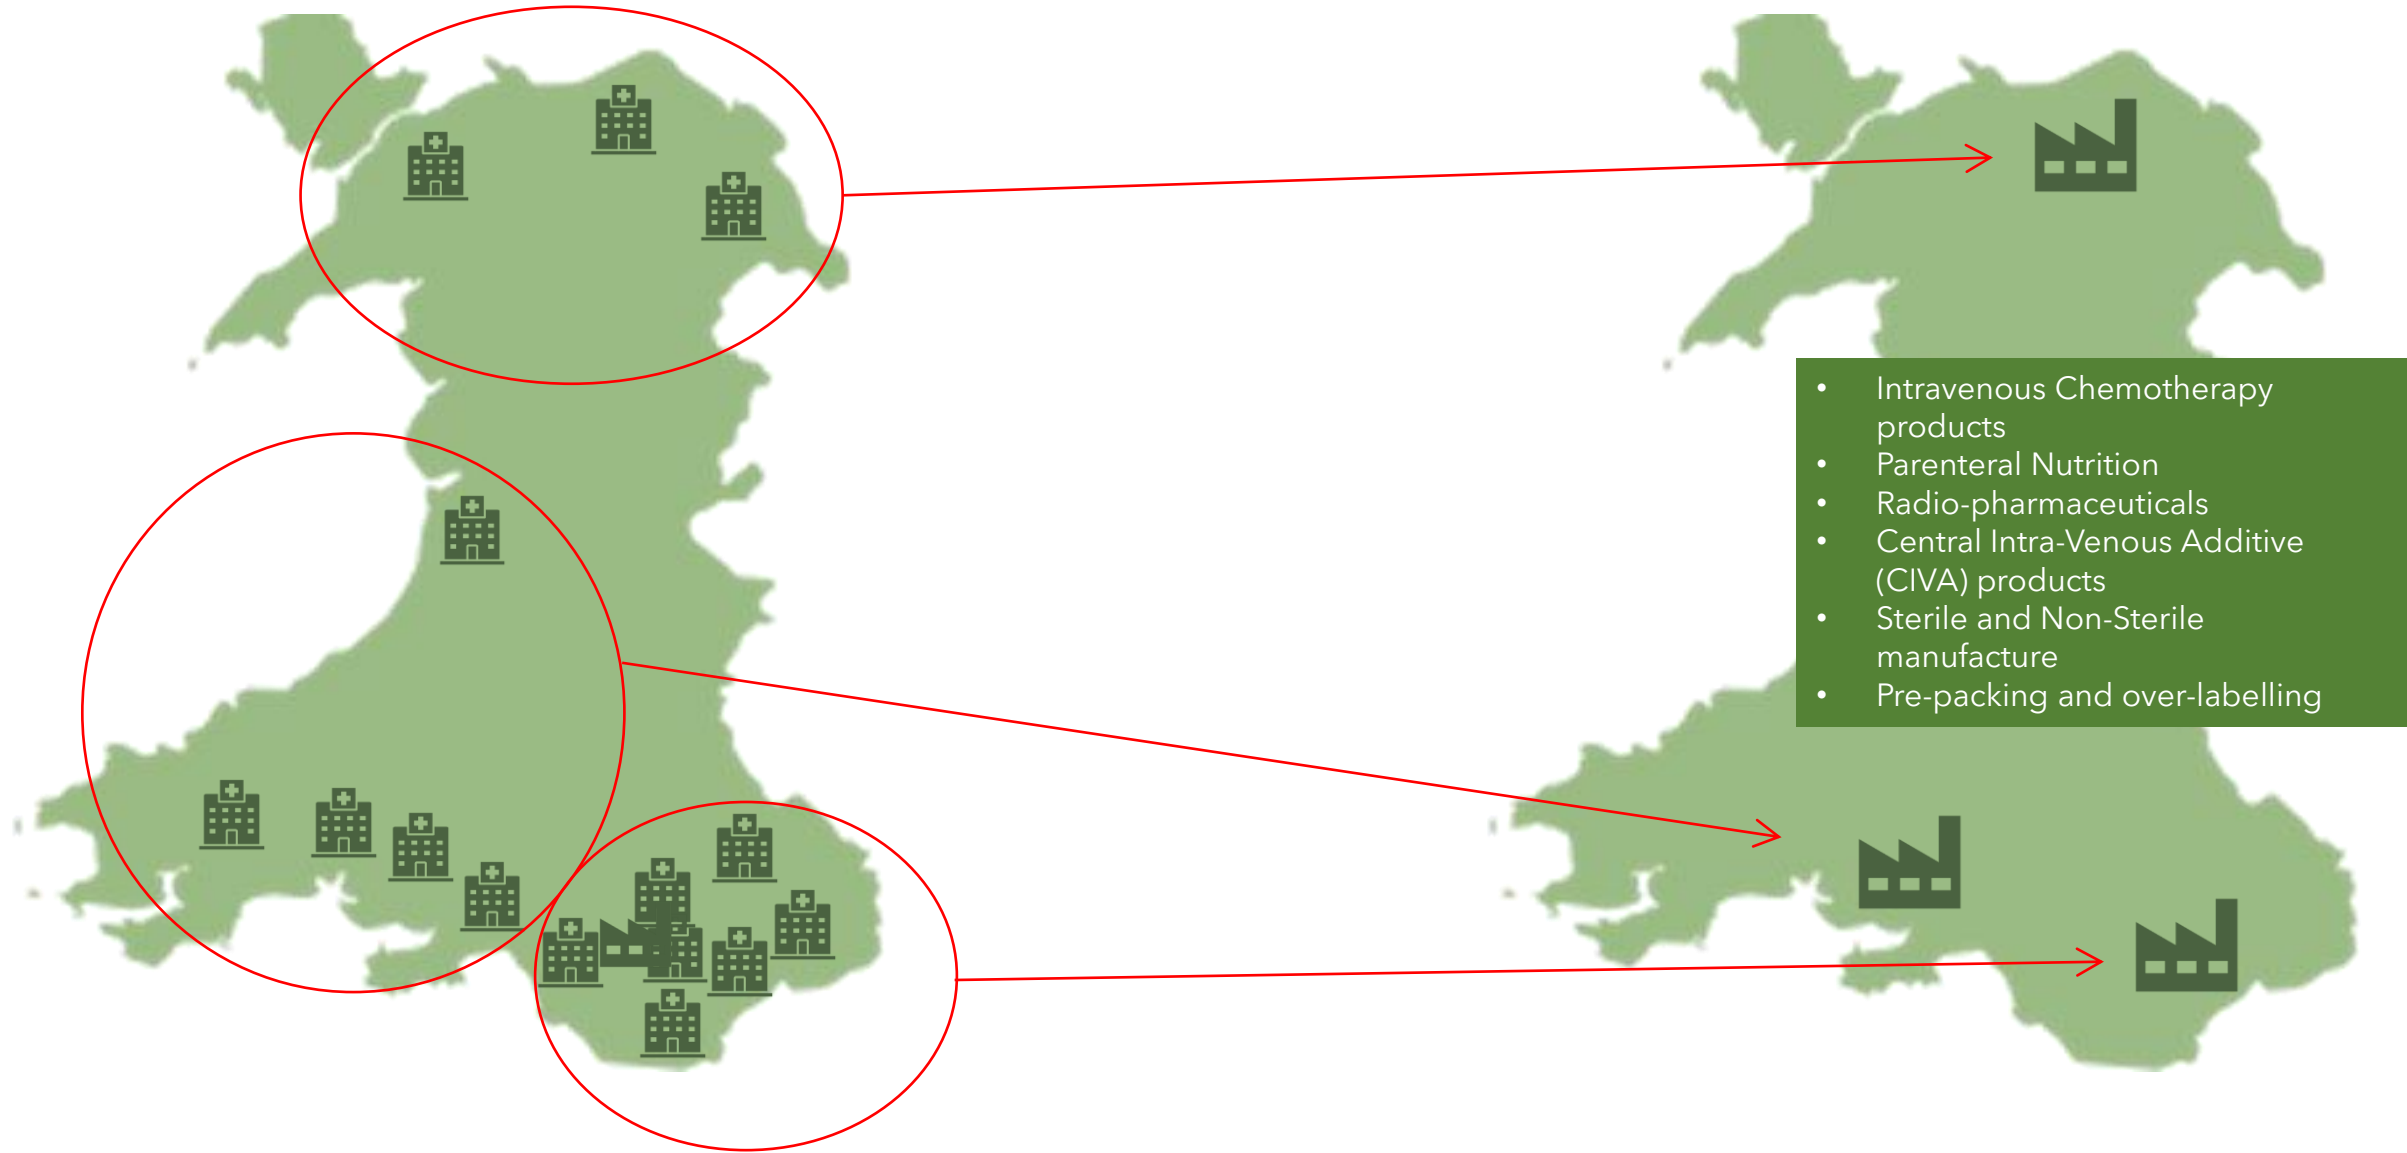 • Intravenous Chemotherapy
products
• Parenteral Nutrition
• Radio-pharmaceuticals
• Central Intra-Venous Additive
(CIVA) products
• Sterile and Non-Sterile
manufacture
• Pre-packing and over-labelling